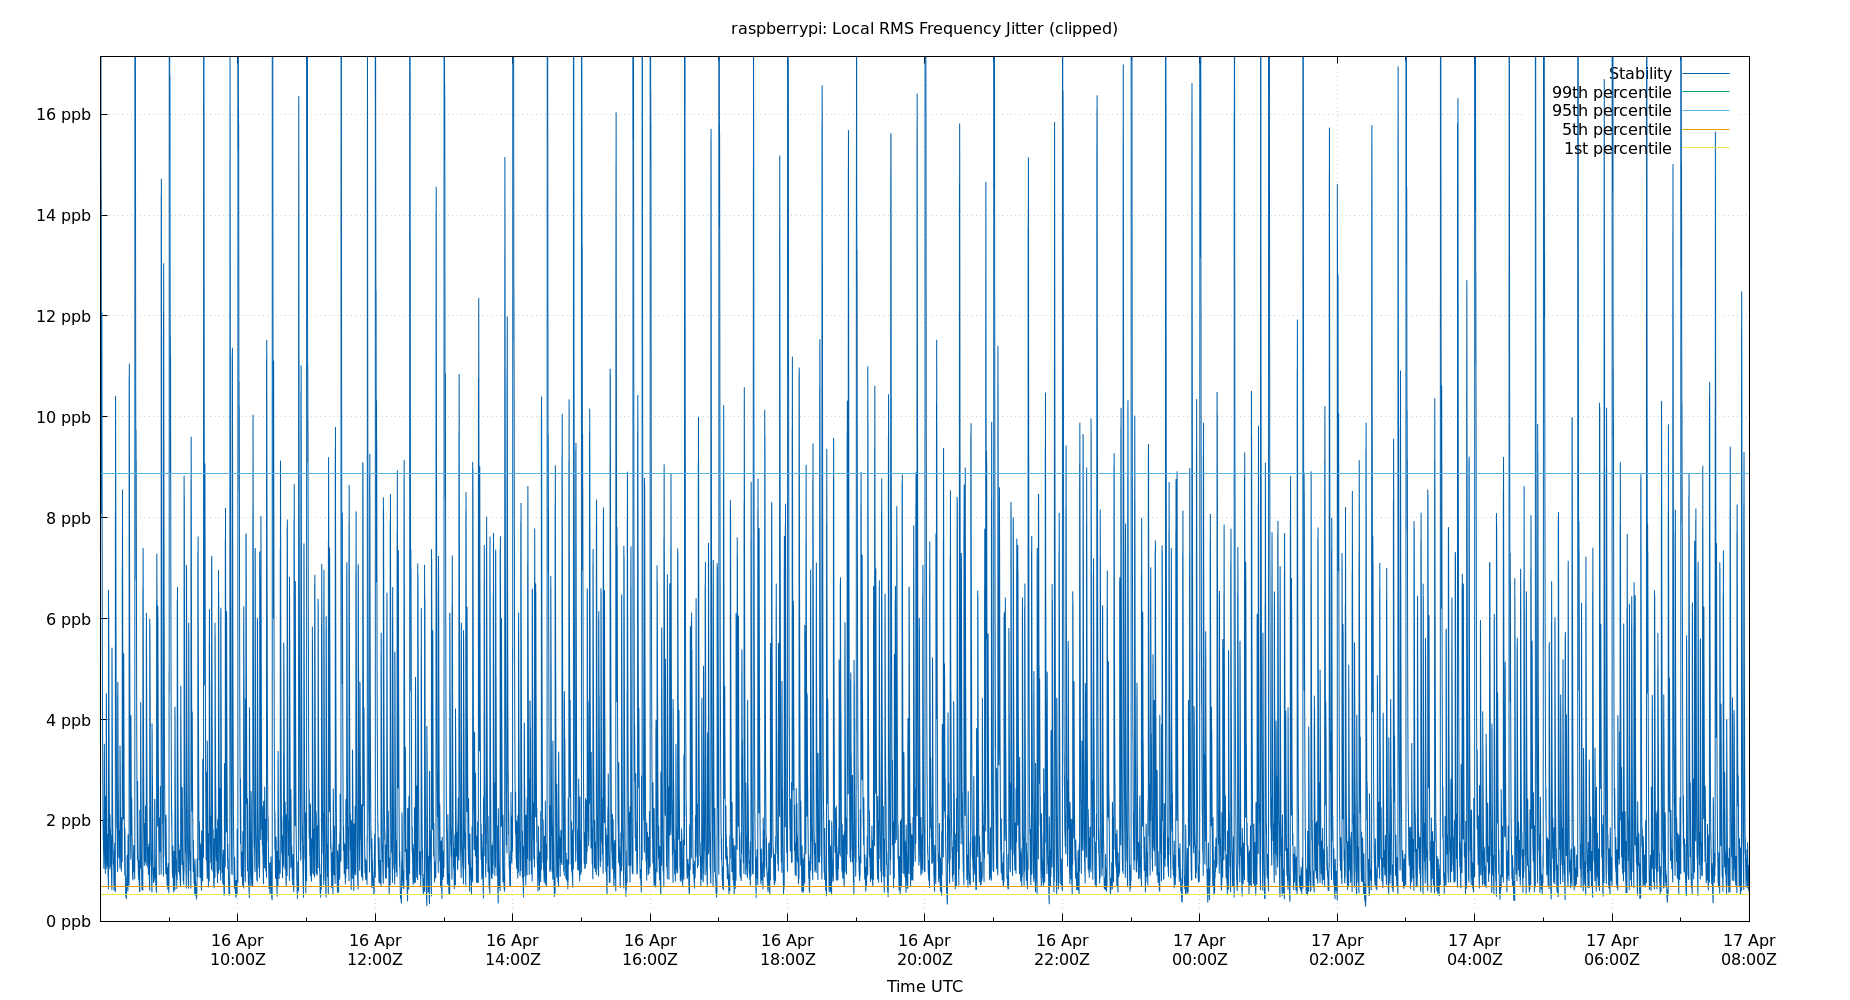 raspberrypi: Local RMS Frequency Jitter (clipped)
Stability
99th percentile
95th percentile
5th percentile
1st percentile
16 ppb
14 ppb
12 ppb
10 ppb
8 ppb
6 ppb
4 ppb
2 ppb
0 ppb
16 Apr
10:00Z
16 Apr
12:00Z
16 Apr
14:00Z
16 Apr
16:00Z
16 Apr
18:00Z
16 Apr
20:00Z
16 Apr
22:00Z
17 Apr
00:00Z
17 Apr
02:00Z
17 Apr
04:00Z
17 Apr
06:00Z
17 Apr
08:00Z
Time UTC